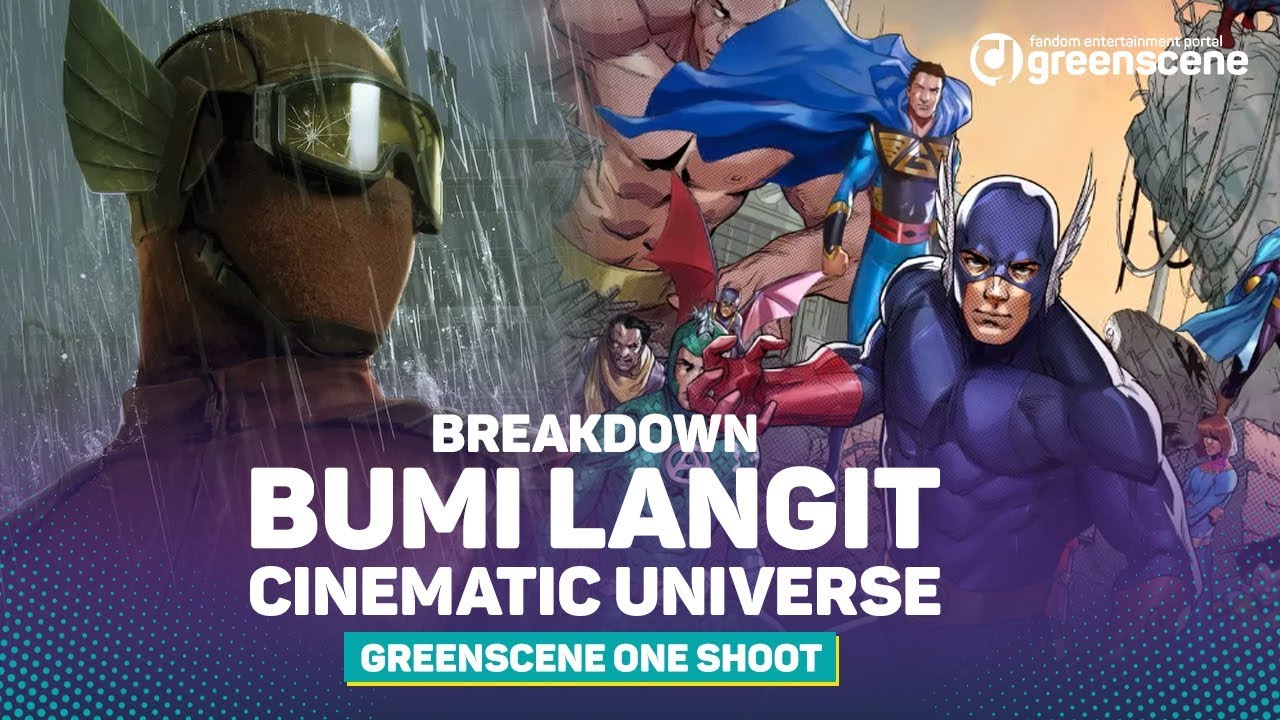 fandom entertainment portal
greenscene
BREAKDOWN
BUMI LANGIT
CINEMATIC UNIVERSE
GREENSCENE ONE SHOOT